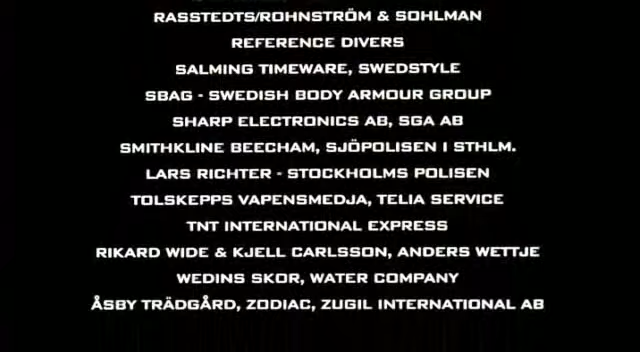 RASSTEDTS/ROHNSTRÖM & SOHLMAN
REFERENCE DIVERS
SALMING TIMEWARE, SWEDSTYLE
SBAG - SWEDISH BODY ARMOUR GROUP
SHARP ELECTRONICS AB, SGA AB
SMITHKLINE BEECHAM, SJÖPOLISEN I STHLM.
LARS RICHTER - STOCKHOLMS POLISEN
TOLSKEPPS VAPENSMEDJA, TELIA SERVICE
TNT INTERNATIONAL EXPRESS
RIKARD WIDE & KJELL CARLSSON, ANDERS WETTJE
WEDINS SKOR, WATER COMPANY
ÅSBY TRÄDGÅRD, ZODIAC, ZUGIL INTERNATIONAL AB